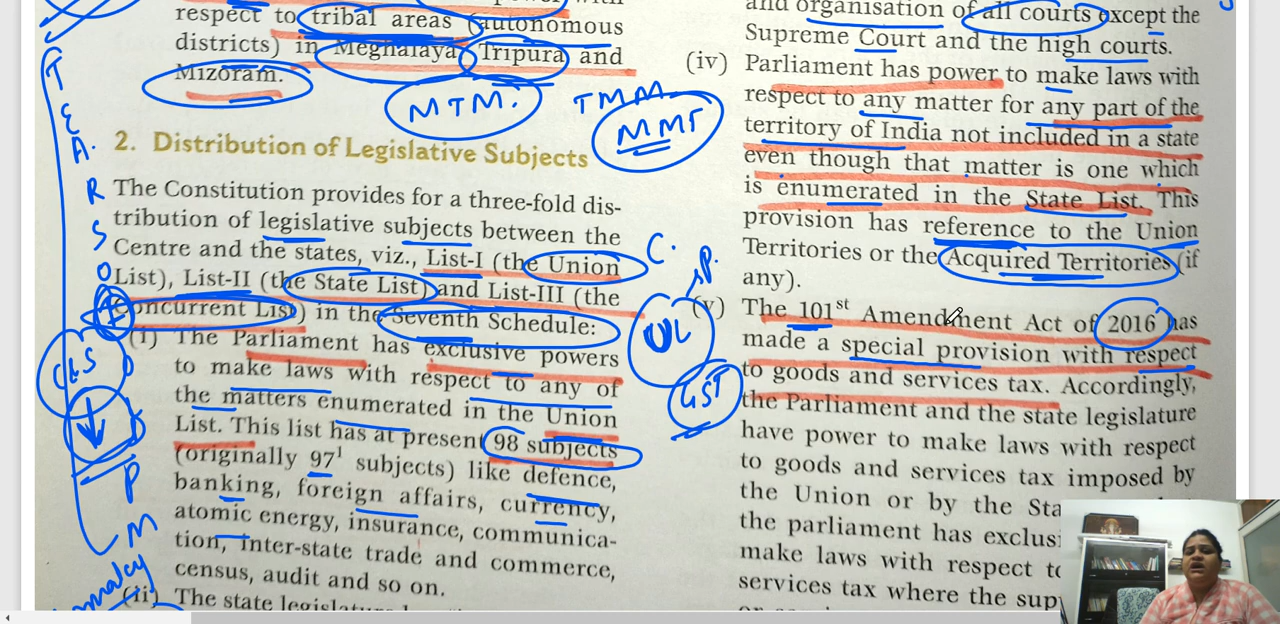 respect to tribal areas (autonomous
districts) in Meghalaya, Tripura and
Mizoram.
MTM.
TMM
MMT
2. Distribution of Legislative Subjects
The Constitution provides for a three-fold dis-
tribution of legislative subjects between the
Centre and the states, viz., List-I (the Union
List), List-II (the State List) and List-III (the
Concurrent List) in the Seventh Schedule:
(i) The Parliament has exclusive powers
to make laws with respect to any of
the matters enumerated in the Union
List. This list has at present 98 subjects
(originally 97¹ subjects) like defence,
banking, foreign affairs, currency,
atomic energy, insurance, communica-
tion, inter-state trade and commerce,
census, audit and so on.
(ii) The state
T
E
A.
R
S
O
P
M
C.
P.
UL
GST
and organisation of all courts except the
Supreme Court and the high courts.
(iv) Parliament has power to make laws with
respect to any matter for any part of the
territory of India not included in a state
even though that matter is one which
is enumerated in the State List. This
provision has reference to the Union
Territories or the Acquired Territories (if
any).
(v) The 101st Amendment Act of 2016 has
made a special provision with respect
to goods and services tax. Accordingly,
the Parliament and the state legislature
have power to make laws with respect
to goods and services tax imposed by
the Union or by the Sta
the parliament has exclusi
make laws with respect to
services tax where the sup